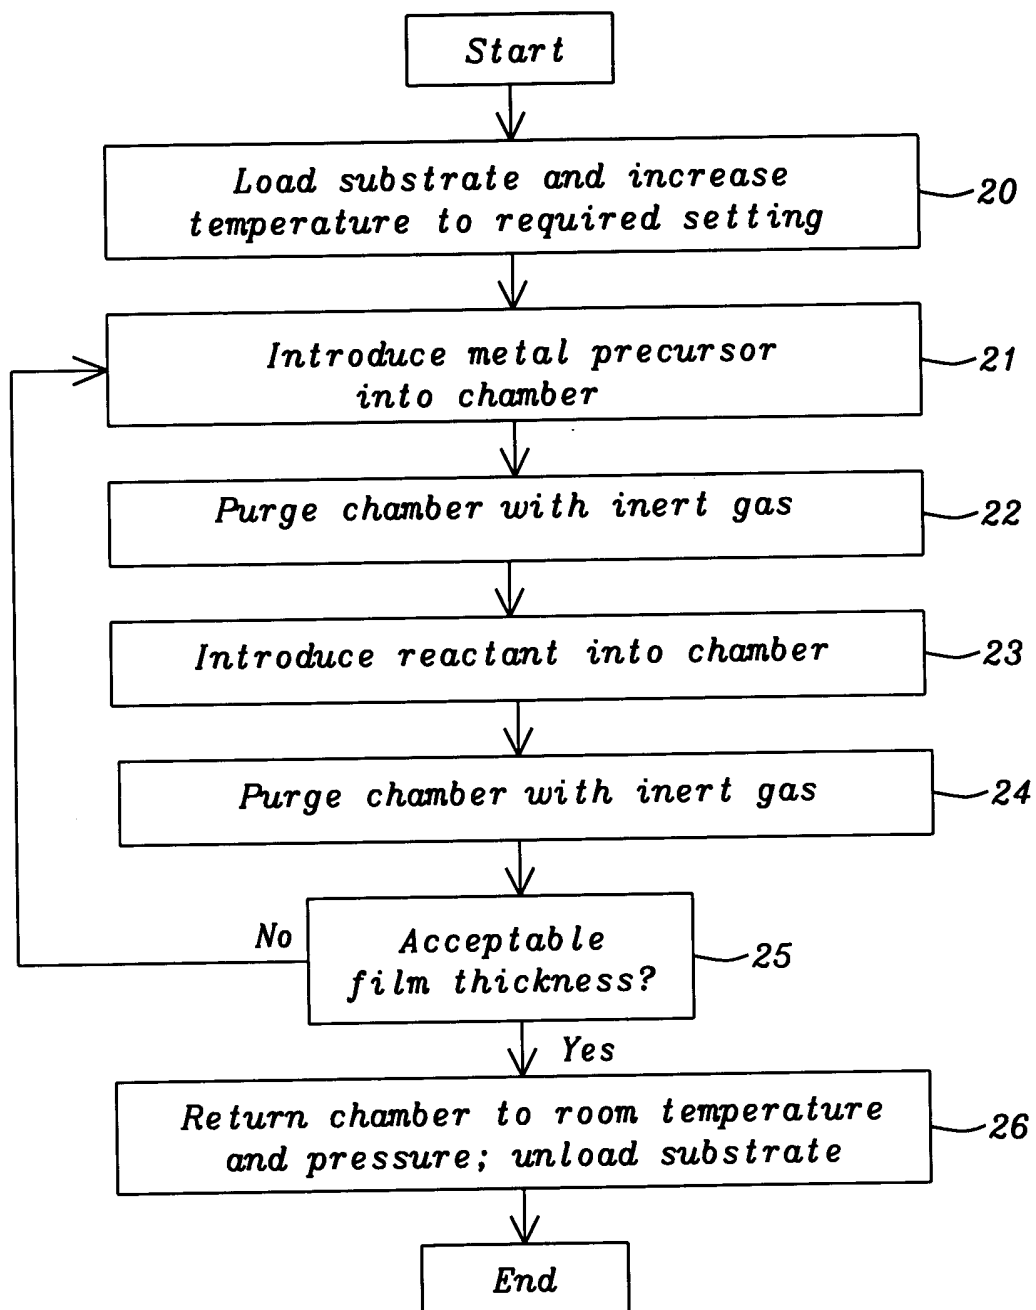 Start
Load substrate and increase
temperature to required setting
20
Introduce metal precursor
into chamber
21
Purge chamber with inert gas
22
Introduce reactant into chamber
23
Purge chamber with inert gas
24
Acceptable
film thickness?
25
No
Yes
Return chamber to room temperature
and pressure; unload substrate
26
End